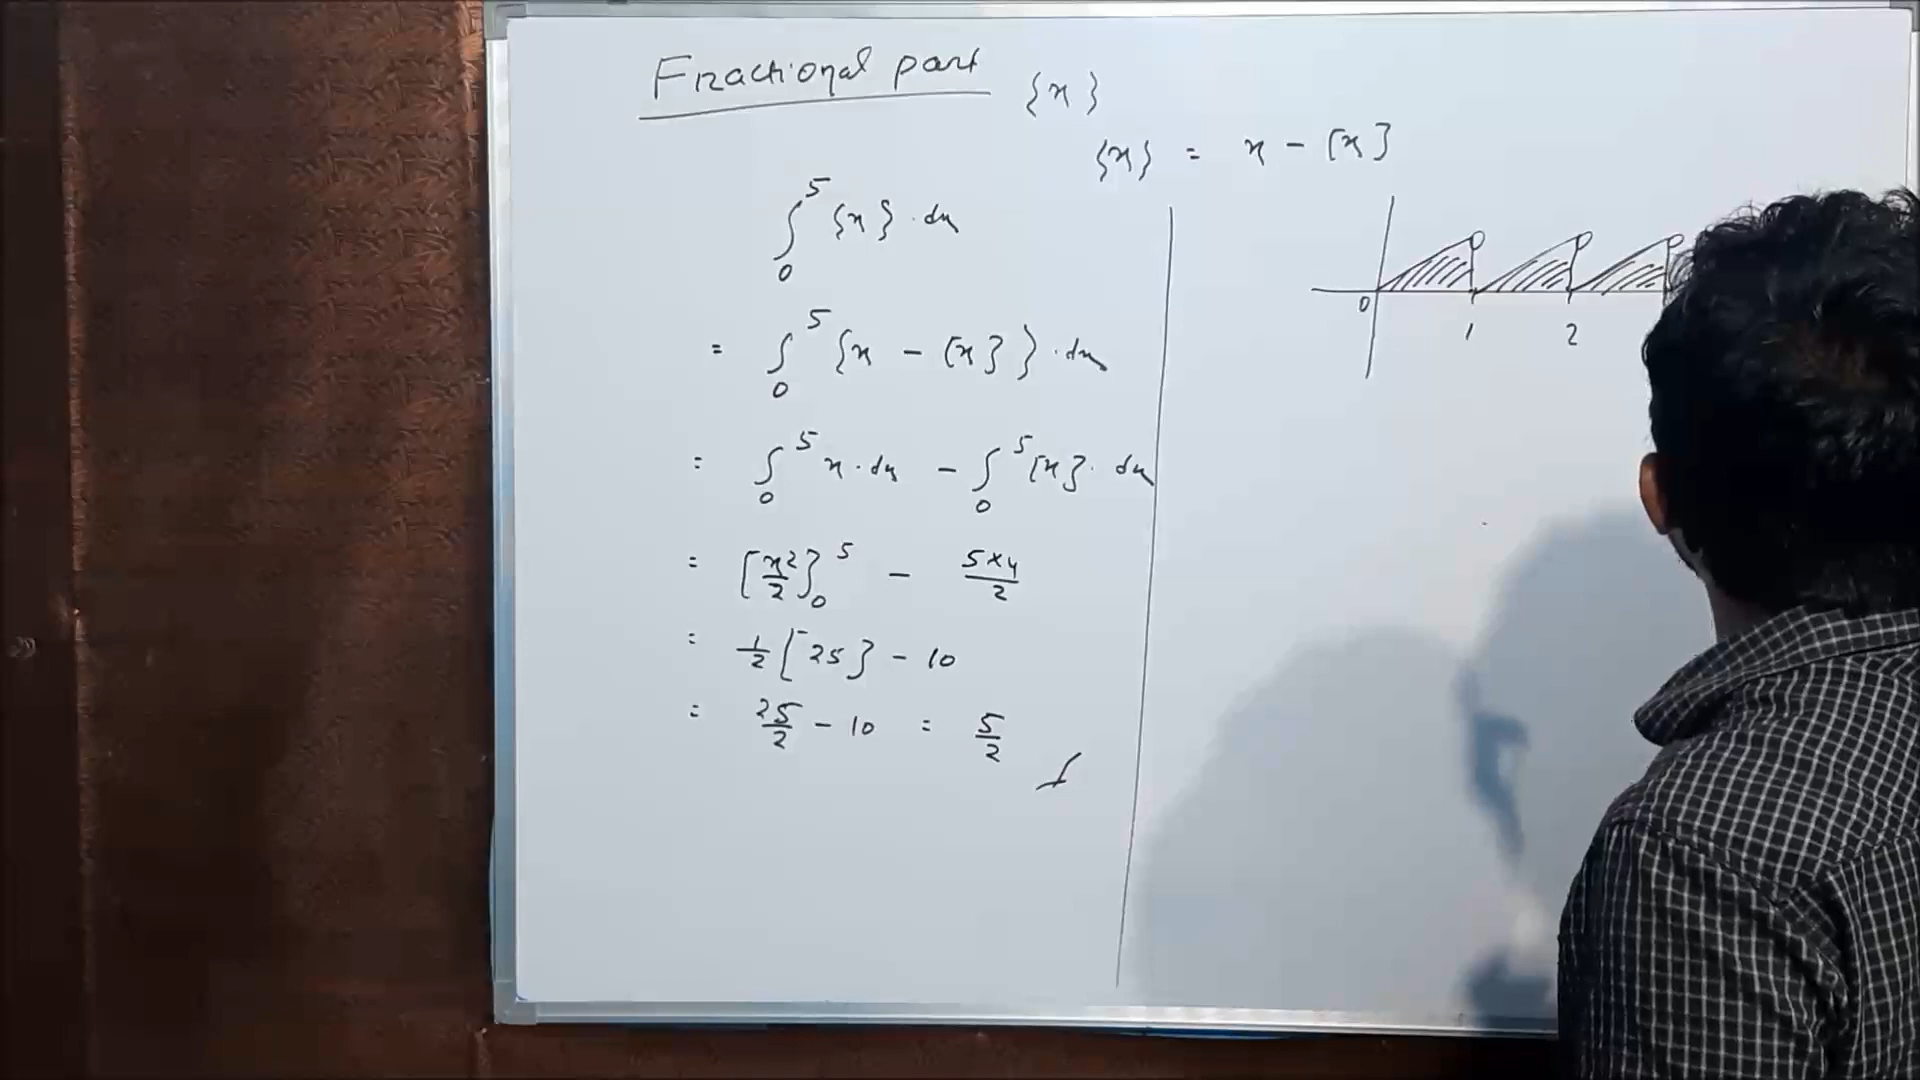 Fractional part {x}
{x} = x - [x]
∫₀⁵ {x} . dx
= ∫₀⁵ {x - [x]} . dx
= ∫₀⁵ x . dx - ∫₀⁵ [x] . dx
= [x²/2]₀⁵ - 5×4/2
= 1/2 [25] - 10
= 25/2 - 10 = 5/2
0 1 2